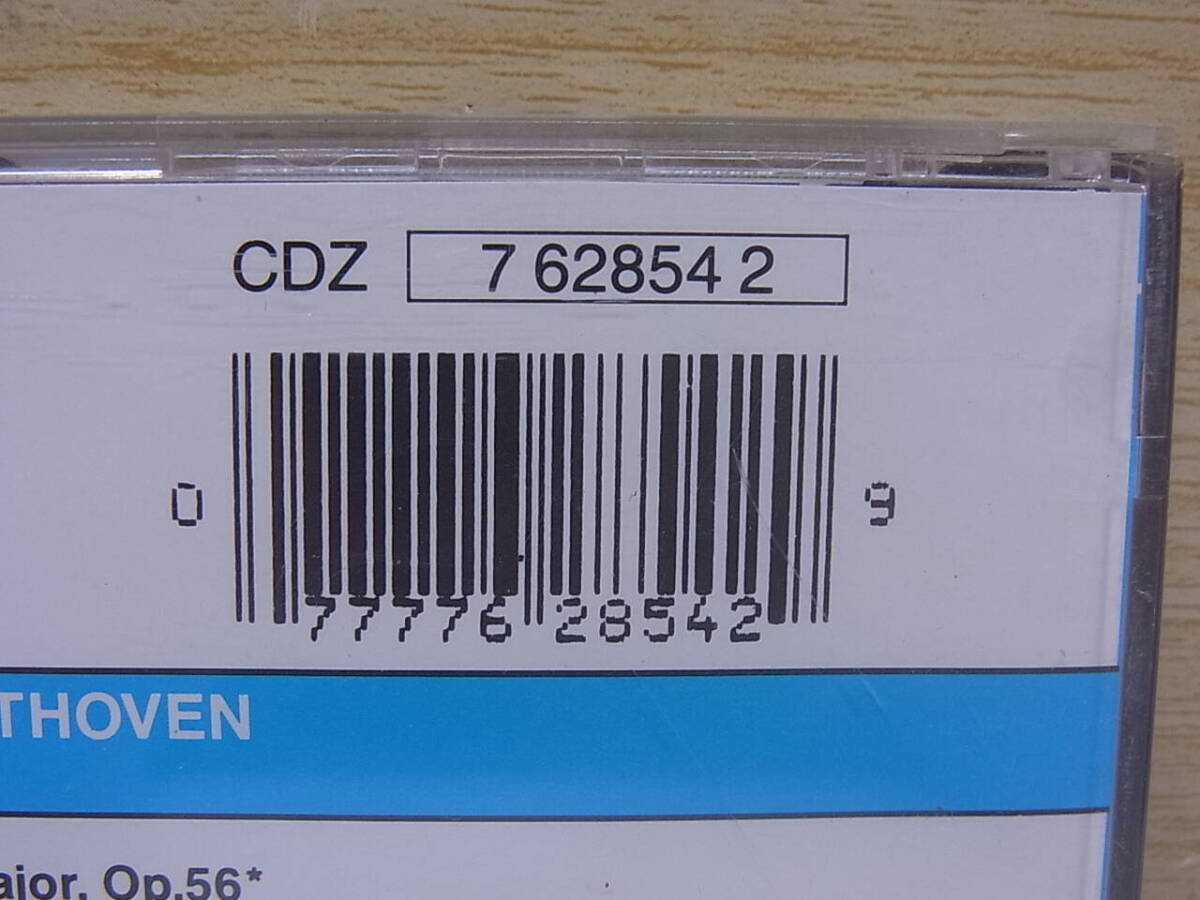 CDZ 7 62854 2
0 77776 28542 9
THOVEN
ajor, Op.56*